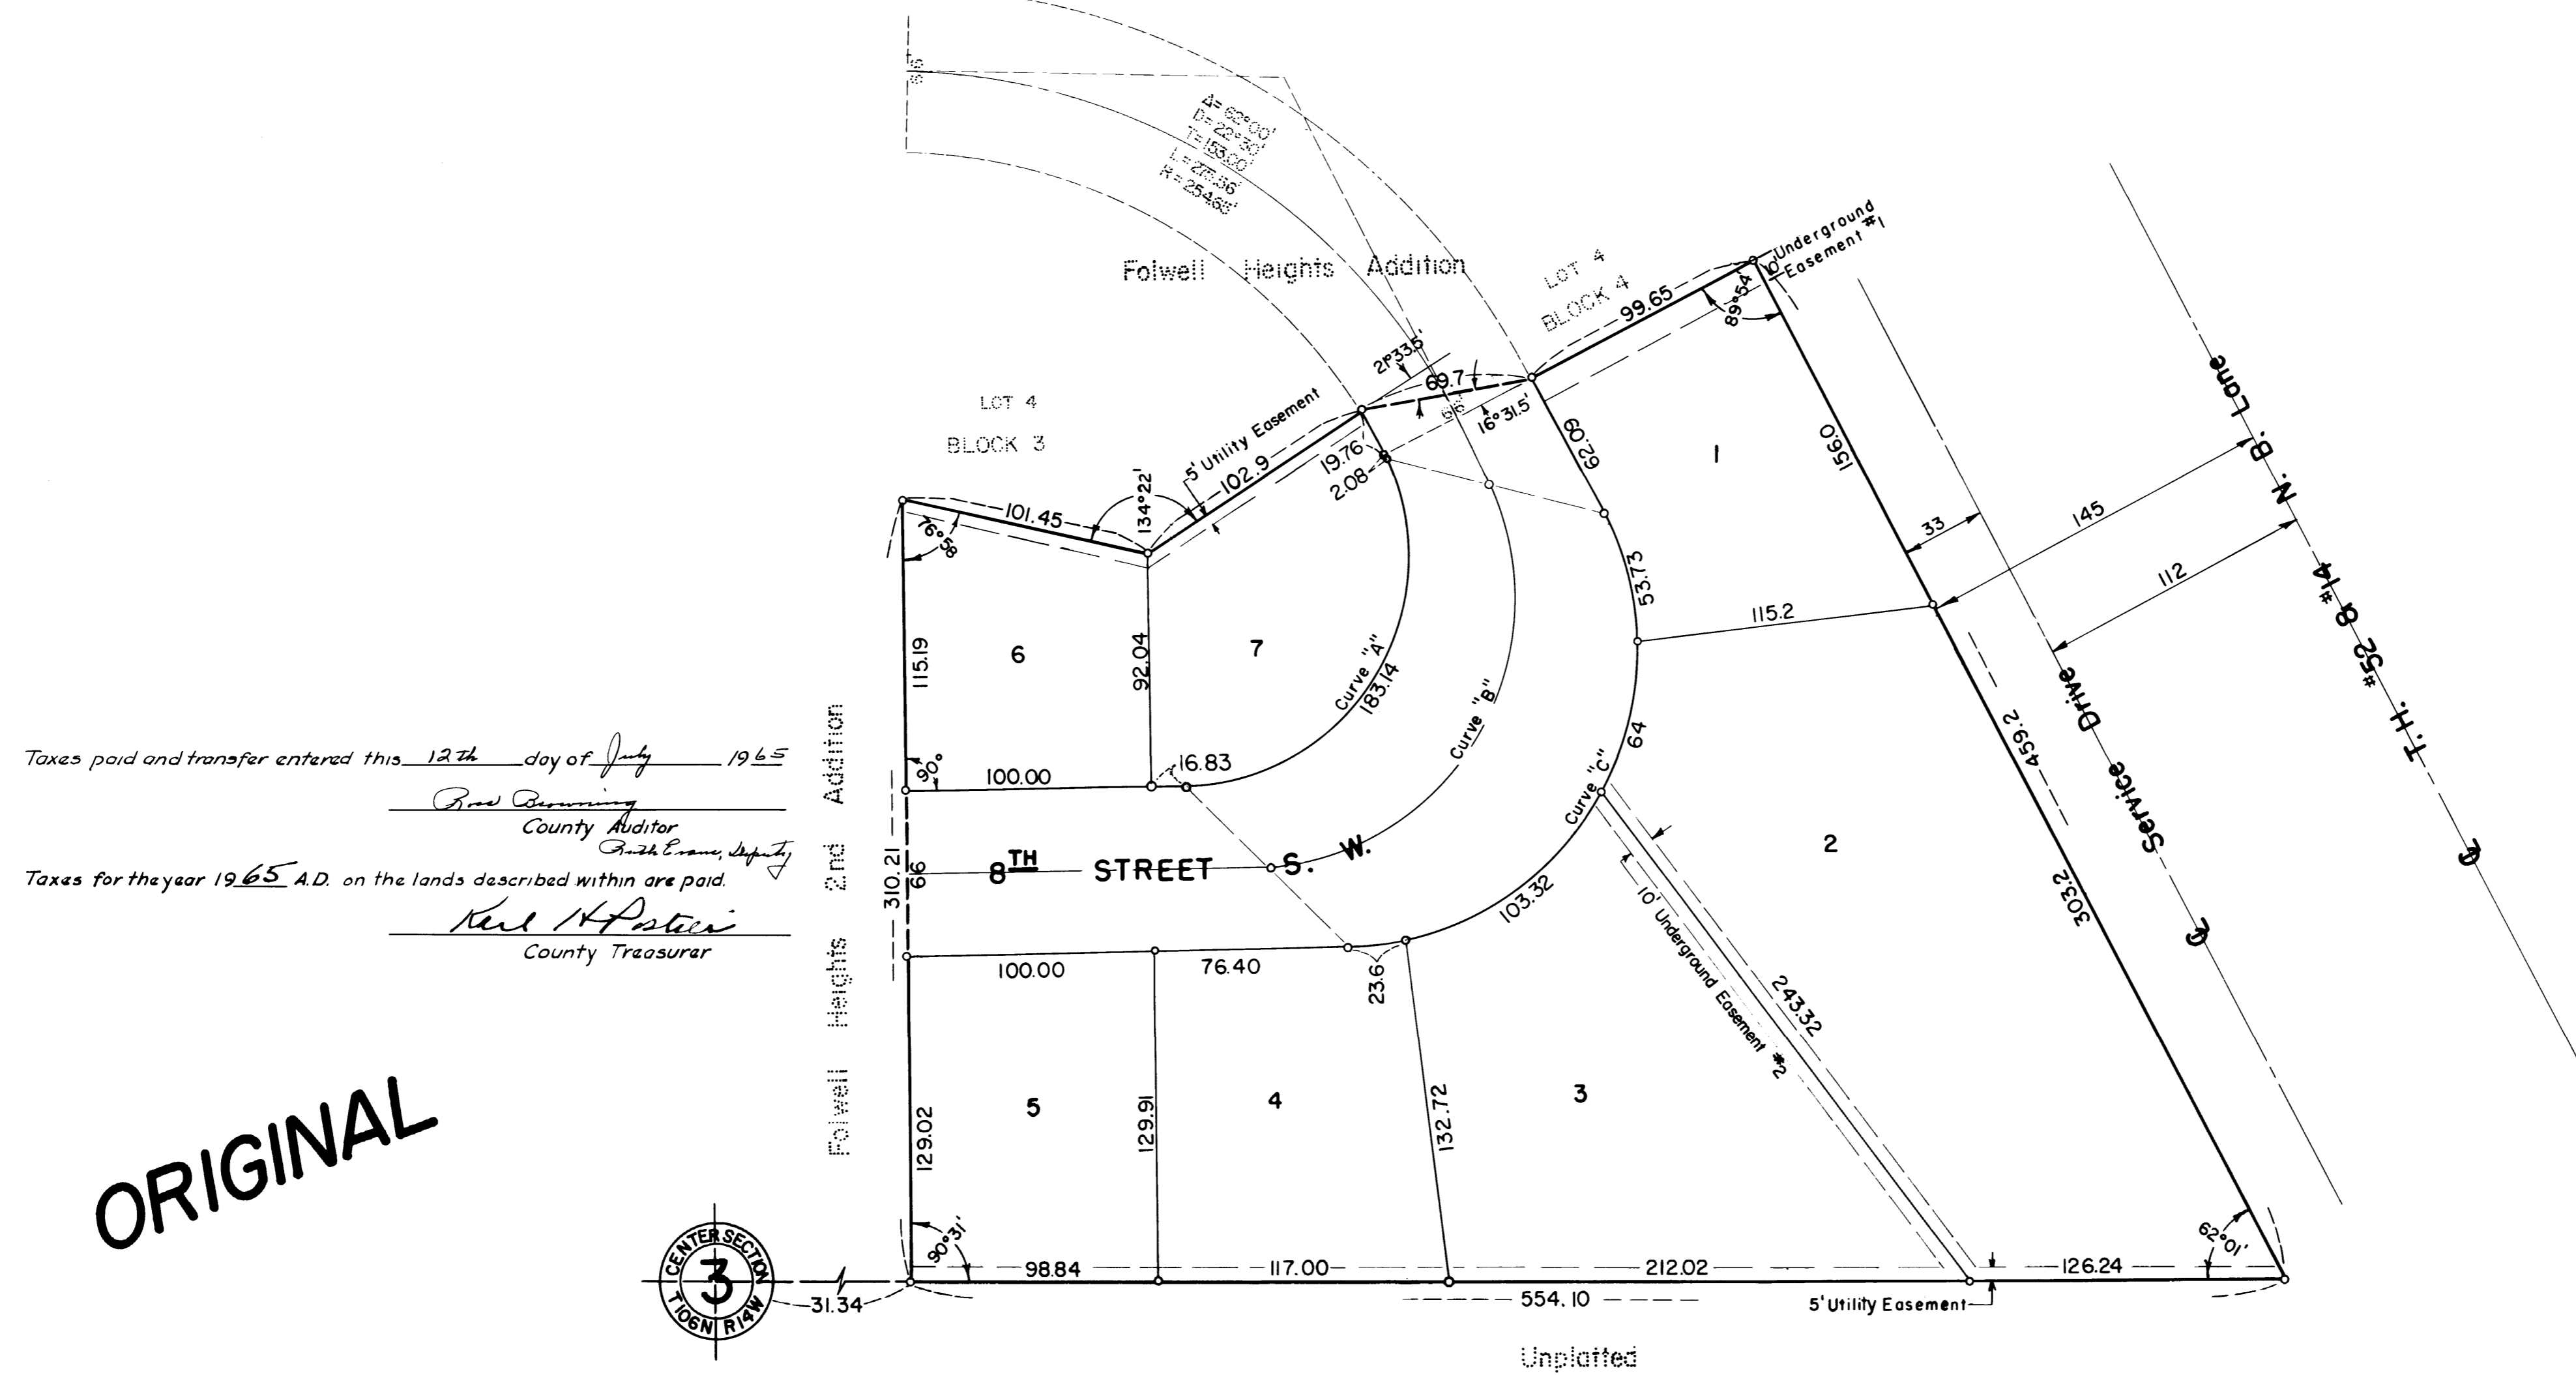 66'
Δ= 62°00'
D= 22°30'
T= 153.00'
R = 254.65'
Folwell Heights Addition
LOT 4
BLOCK 4
99.65
Underground
Easement #1
10'
89°54'
21°33.5'
69.7
66'
16°31.5'
62.09
LOT 4
BLOCK 3
5' Utility Easement
102.9
19.76
2.08
134°22'
101.45
76°58'
1
156.0
33
145
112
N. B. Lane
T.H. #52 & #14
Service Drive
℄
℄
53.73
115.2
459.2
303.2
115.19
6
92.04
7
Curve "A"
183.14
Curve "B"
Curve "C"
64
2
90°
100.00
16.83
310.21
66
8TH STREET S. W.
103.32
10' Underground Easement #2
243.32
100.00
76.40
23.6
129.02
5
129.91
4
132.72
3
90°31'
98.84
117.00
212.02
126.24
62°01'
31.34
554.10
5' Utility Easement
Unplatted
Folwell Heights 2nd Addition
Taxes paid and transfer entered this 12th day of July 1965
Browning
County Auditor
Ruth Evans, Deputy
Taxes for the year 1965 A.D. on the lands described within are paid.
Karl H Postier
County Treasurer
ORIGINAL
CENTER SECTION
3
T106N R14W